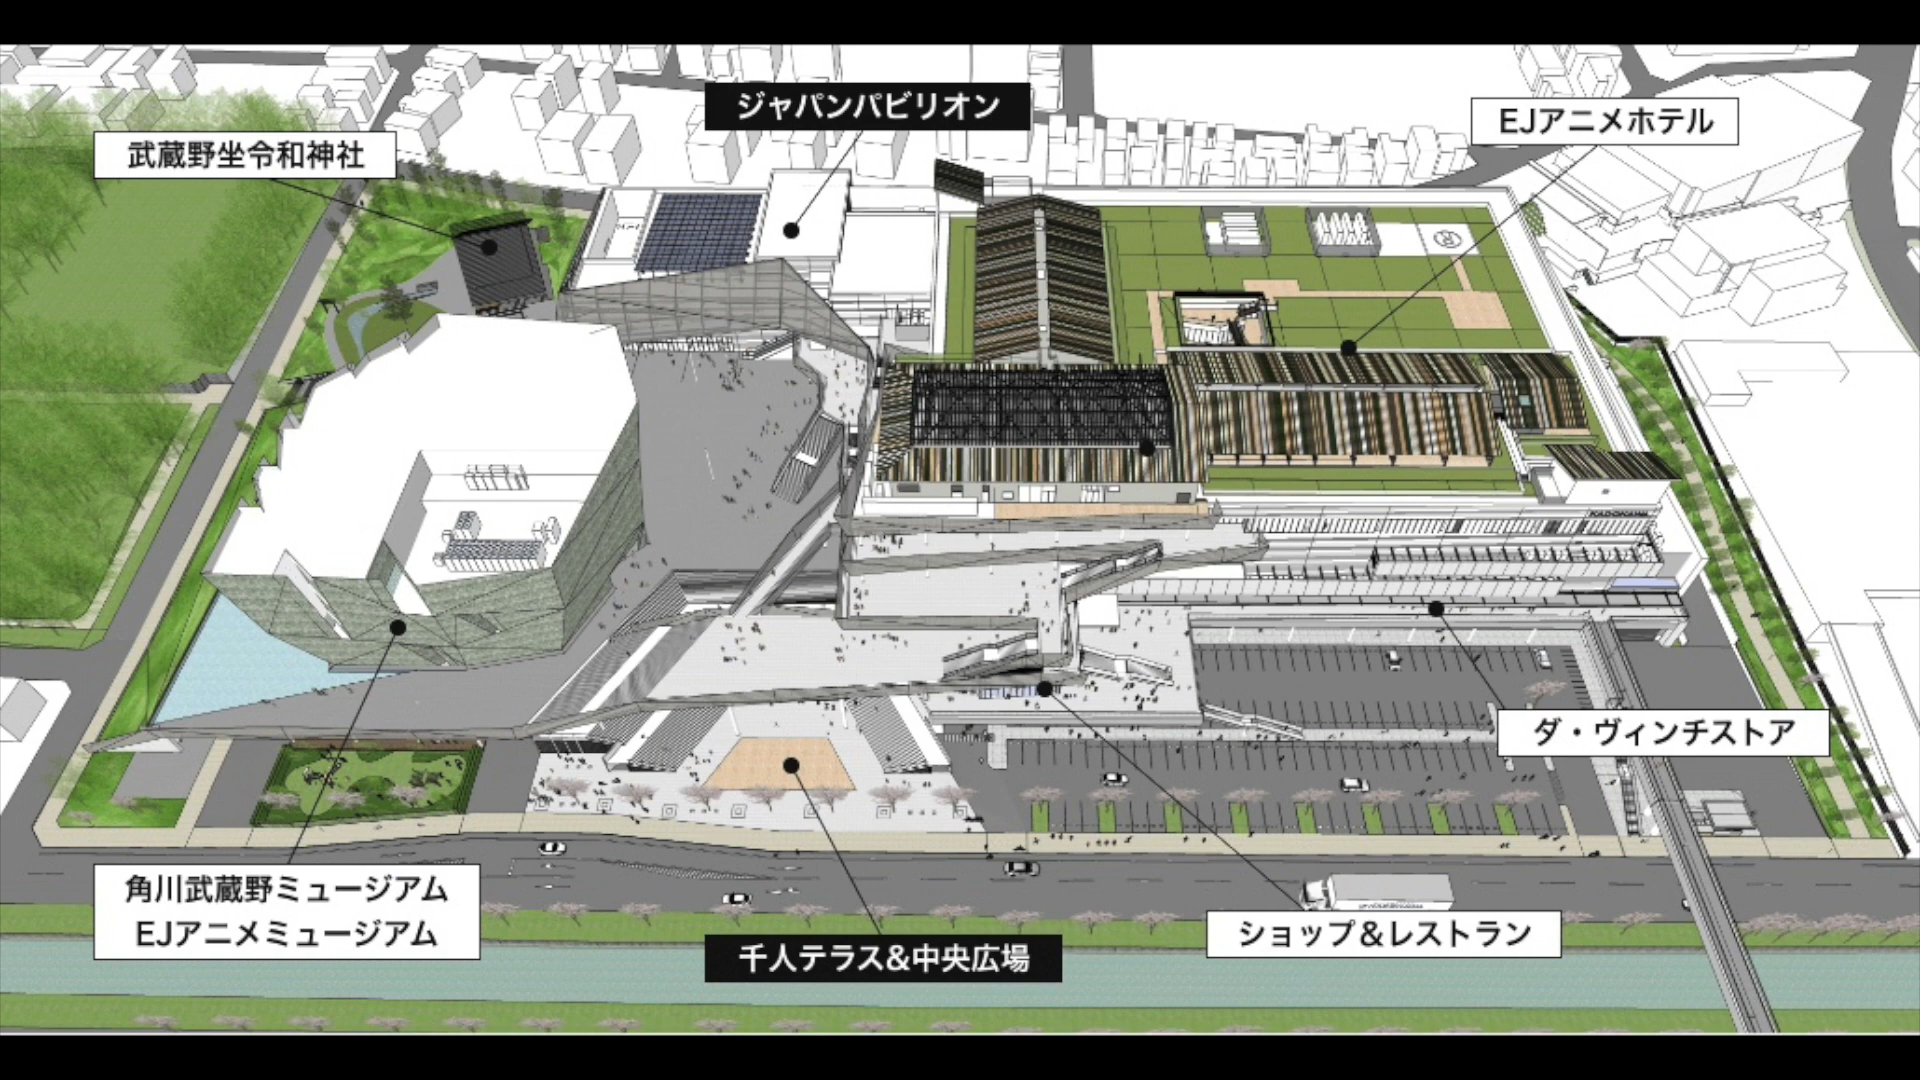 ジャパンパビリオン
EJアニメホテル
武蔵野坐令和神社
KADOKAWA
ダ・ヴィンチストア
角川武蔵野ミュージアム
EJアニメミュージアム
ショップ&レストラン
千人テラス&中央広場